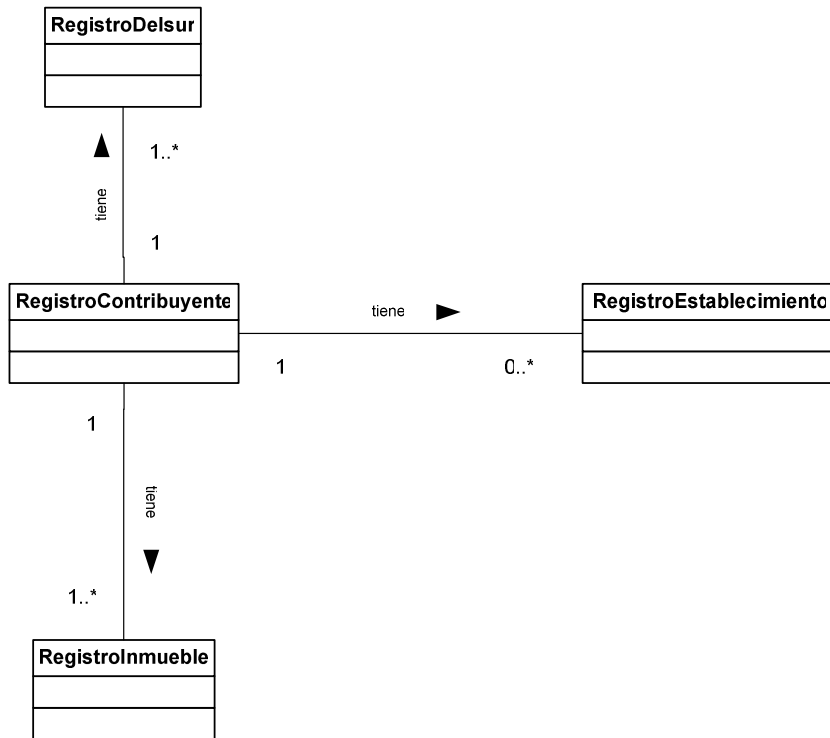 RegistroDelsur
1..*
tiene
1
RegistroContribuyente
tiene
RegistroEstablecimiento
1
0..*
1
tiene
1..*
RegistroInmueble